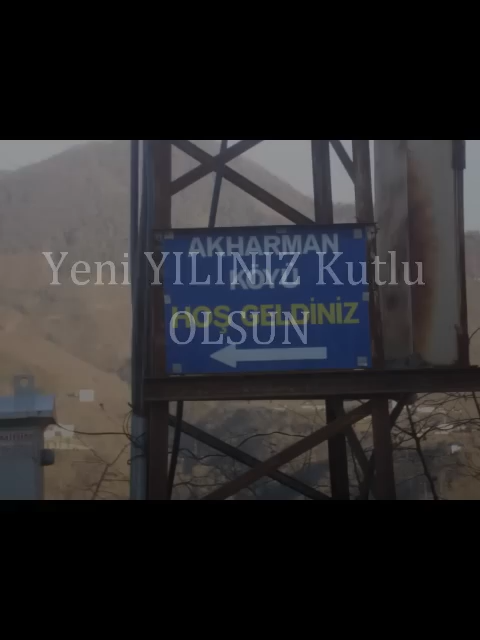 AKHARMAN
KÖYÜ
Yeni YILINIZ Kutlu
HOŞ GELDİNİZ
OLSUN